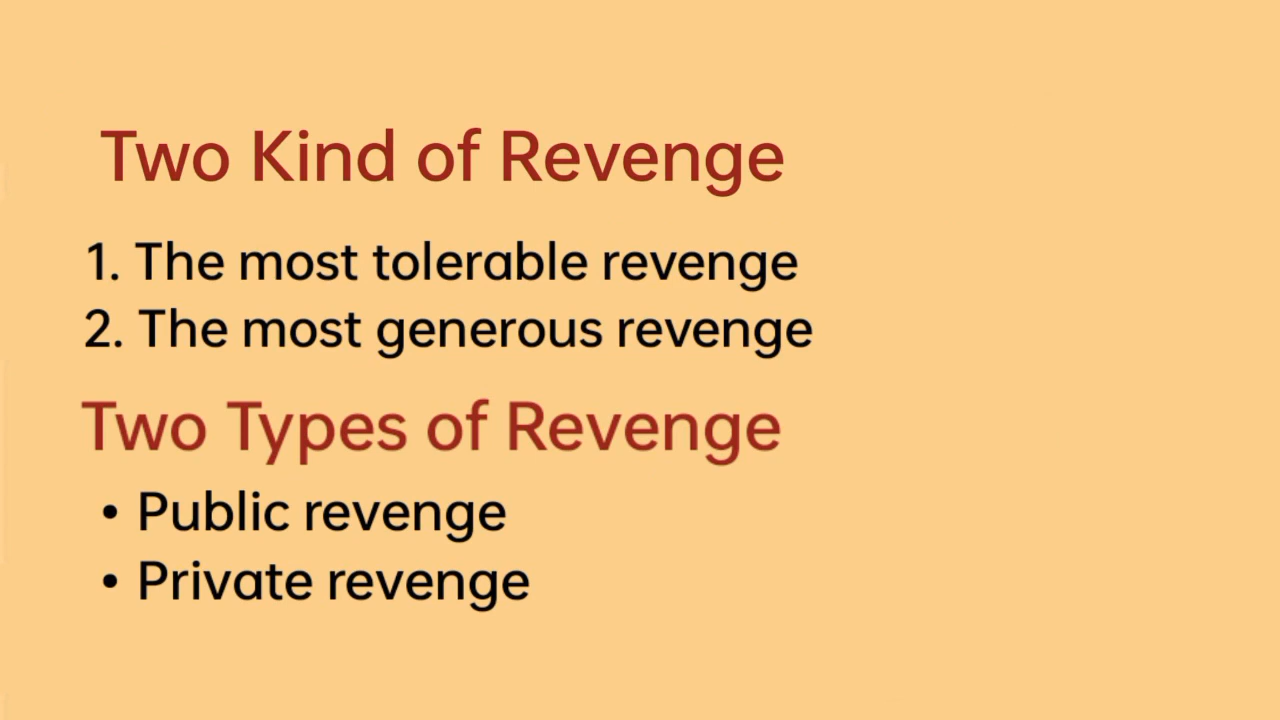 Two Kind of Revenge
1. The most tolerable revenge
2. The most generous revenge
Two Types of Revenge
• Public revenge
• Private revenge